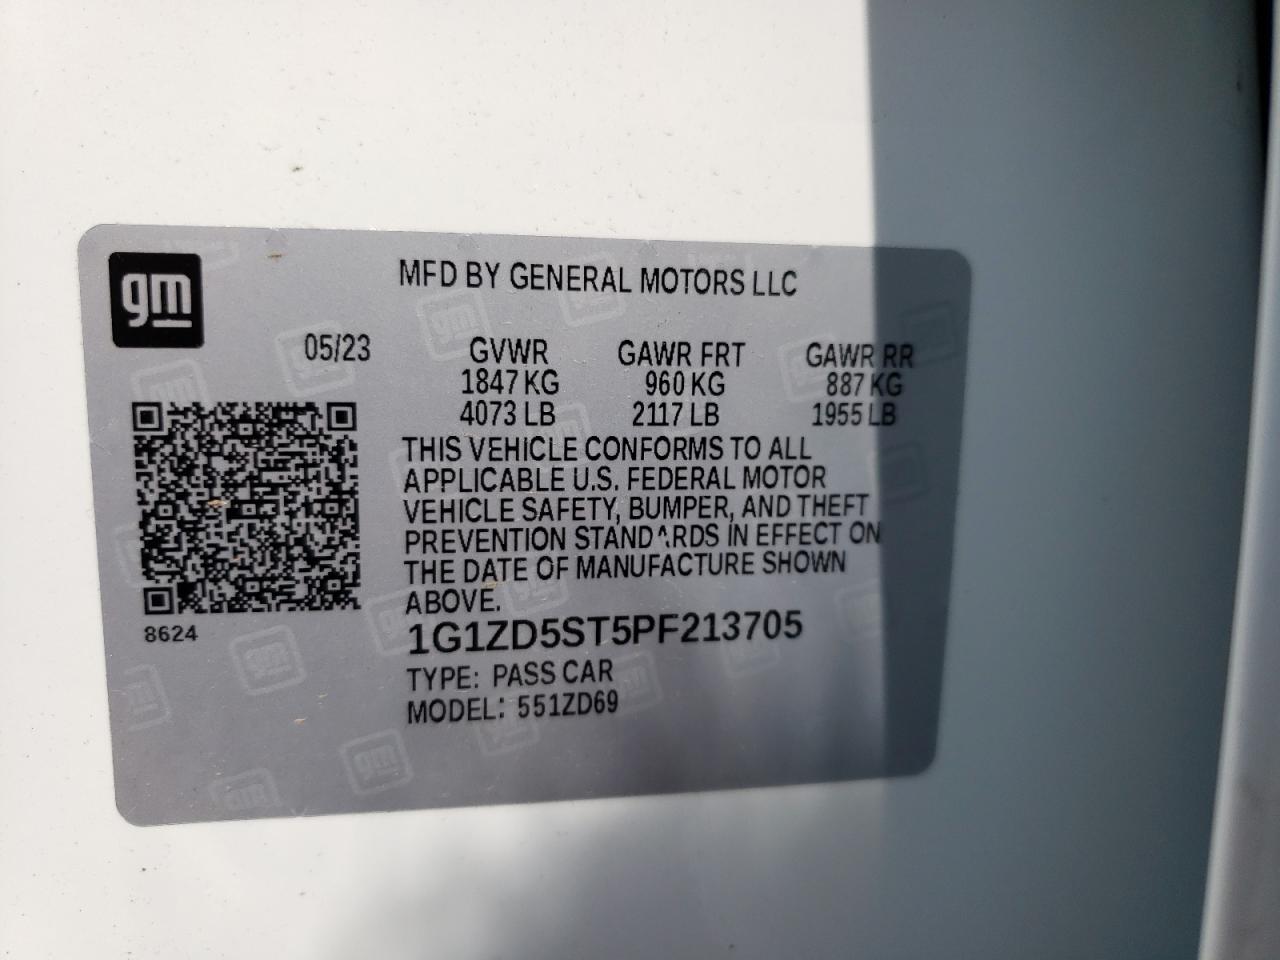 gm
MFD BY GENERAL MOTORS LLC
05/23 GVWR GAWR FRT GAWR RR
1847 KG 960 KG 887 KG
4073 LB 2117 LB 1955 LB
THIS VEHICLE CONFORMS TO ALL
APPLICABLE U.S. FEDERAL MOTOR
VEHICLE SAFETY, BUMPER, AND THEFT
PREVENTION STANDARDS IN EFFECT ON
THE DATE OF MANUFACTURE SHOWN
ABOVE.
8624
1G1ZD5ST5PF213705
TYPE: PASS CAR
MODEL: 551ZD69